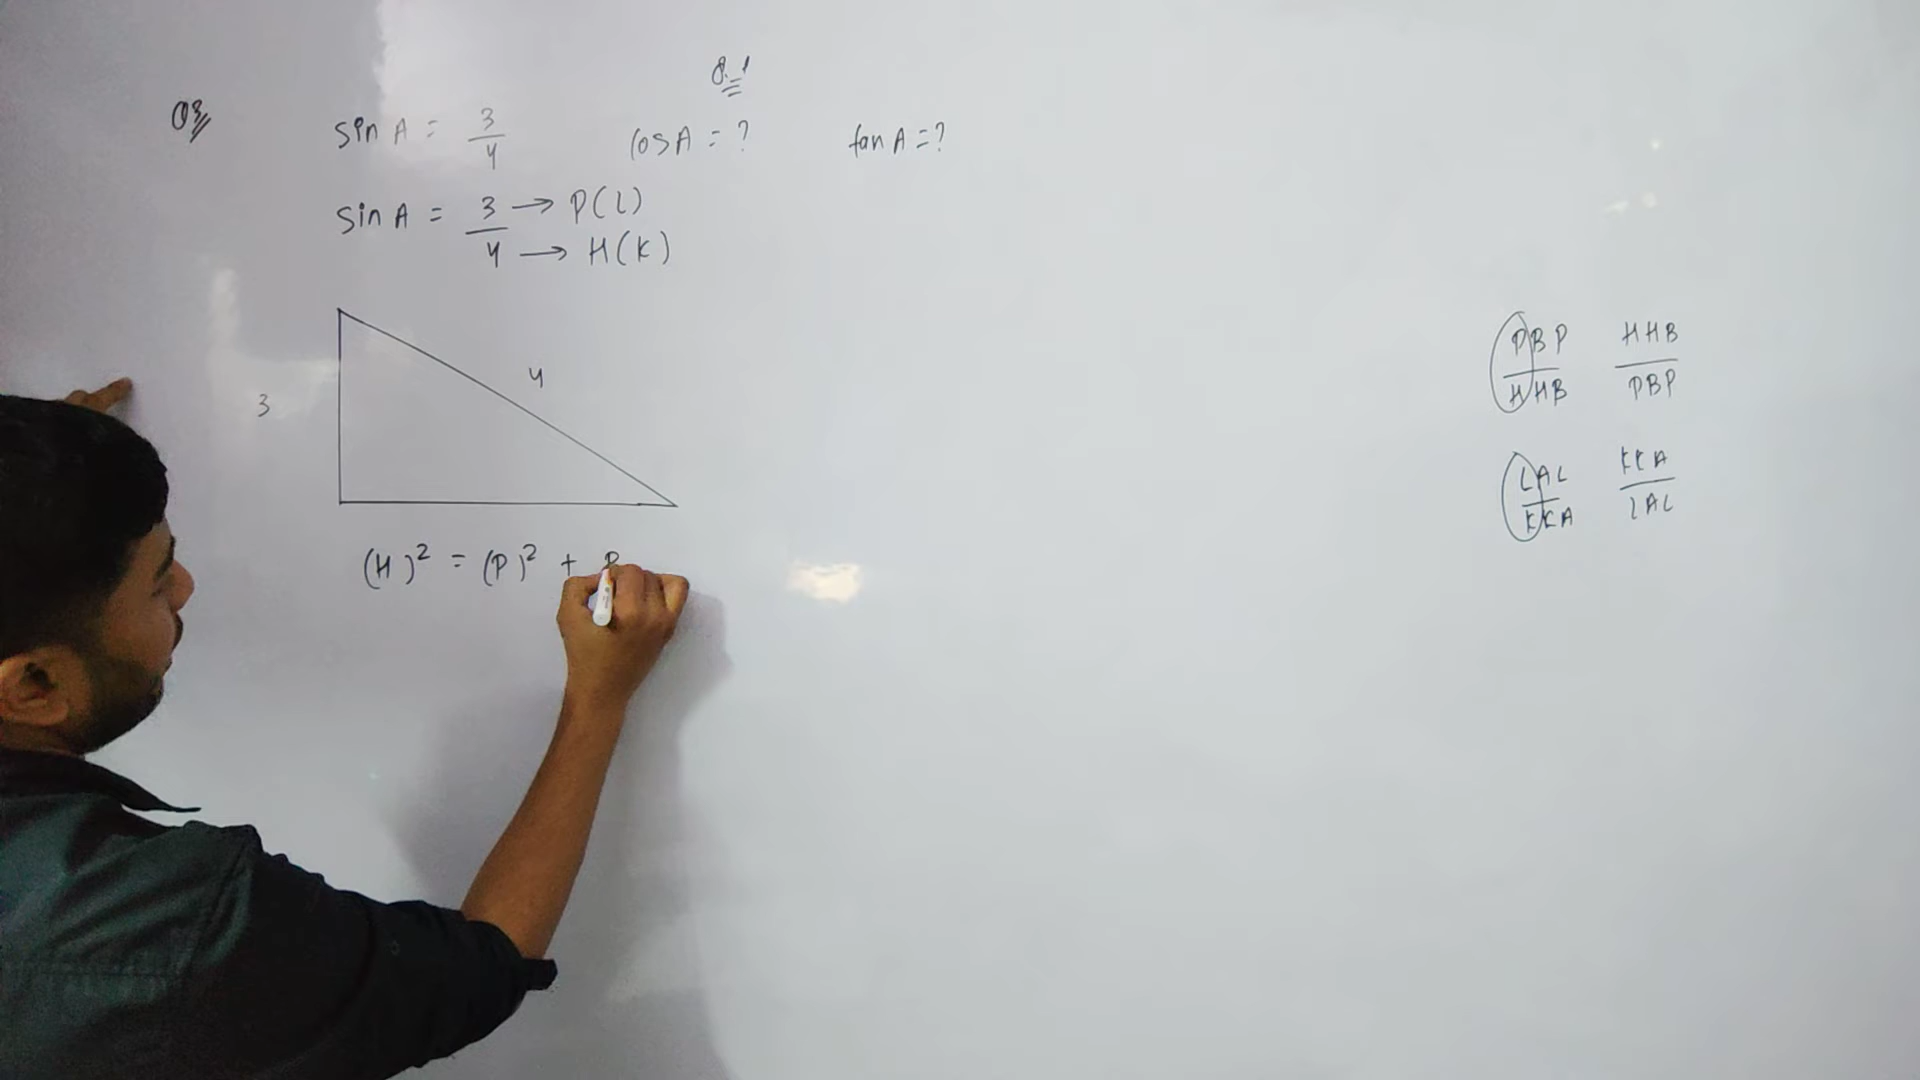 8.1
Q3 sin A = 3/4 cos A = ? tan A = ?
sin A = 3/4 → P(L)
→ H(K)
3
4
(H)² = (P)² + B
PBP HHB
HHB PBP
LAL KKA
KKA LAL